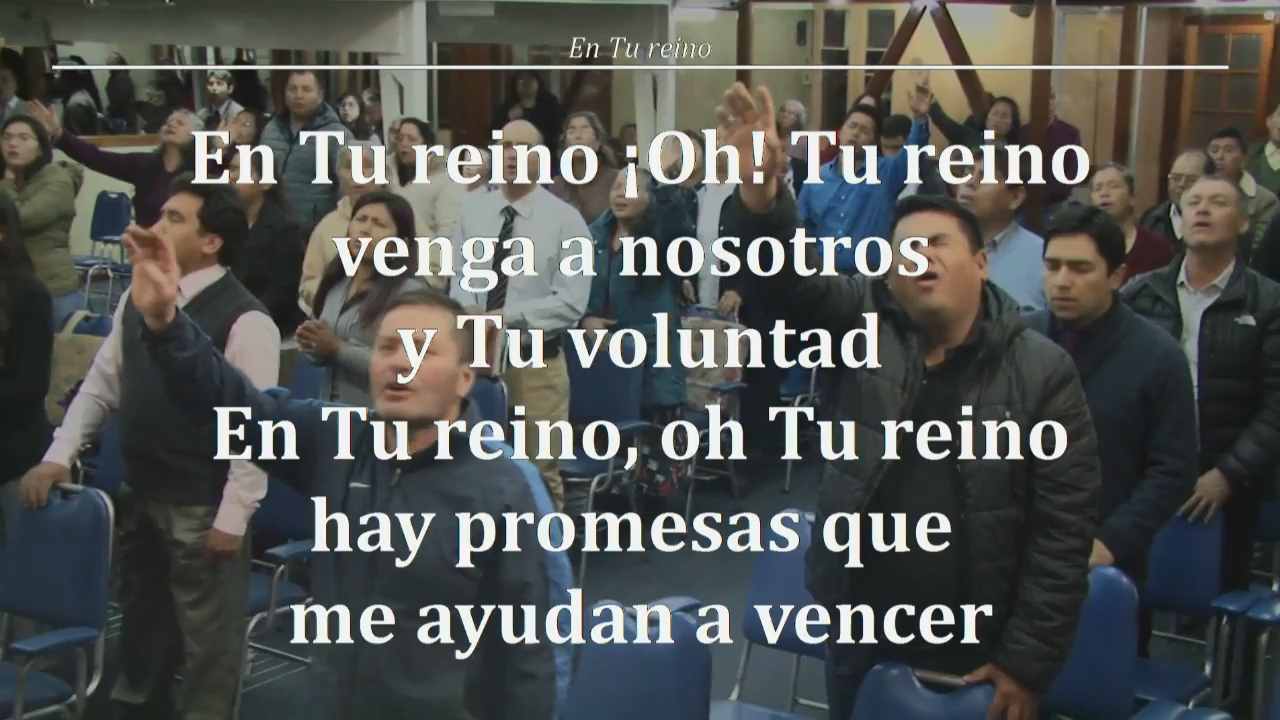 En Tu reino
En Tu reino ¡Oh! Tu reino
venga a nosotros
y Tu voluntad
En Tu reino, oh Tu reino
hay promesas que
me ayudan a vencer